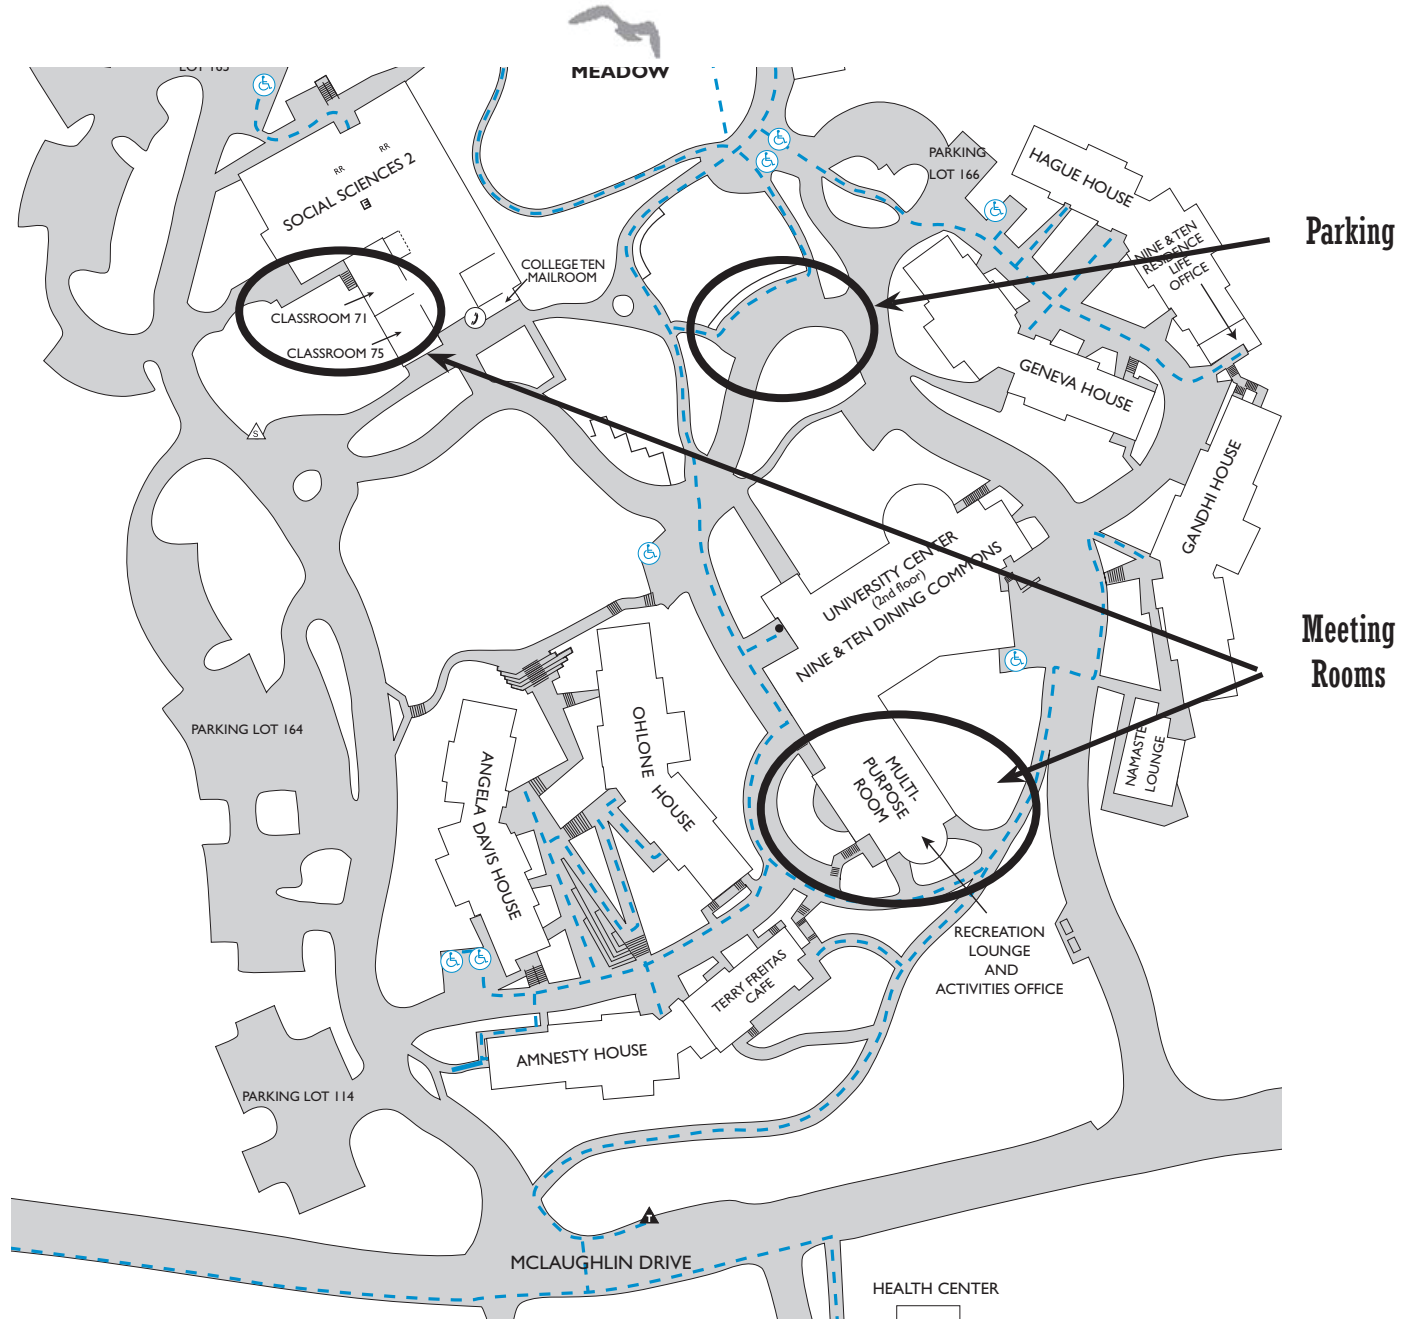 MEADOW
LOT 165
PARKING
LOT 166
HAGUE HOUSE
RR
RR
SOCIAL SCIENCES 2
E
NINE & TEN
RESIDENCE
LIFE
OFFICE
Parking
COLLEGE TEN
MAILROOM
CLASSROOM 71
CLASSROOM 75
GENEVA HOUSE
S
GANDHI HOUSE
UNIVERSITY CENTER
(2nd floor)
NINE & TEN DINING COMMONS
Meeting
Rooms
PARKING LOT 164
OHLONE HOUSE
ANGELA DAVIS HOUSE
MULTI-
PURPOSE
ROOM
NAMASTE
LOUNGE
RECREATION
LOUNGE
AND
ACTIVITIES OFFICE
TERRY FREITAS
CAFE
AMNESTY HOUSE
PARKING LOT 114
T
MCLAUGHLIN DRIVE
HEALTH CENTER